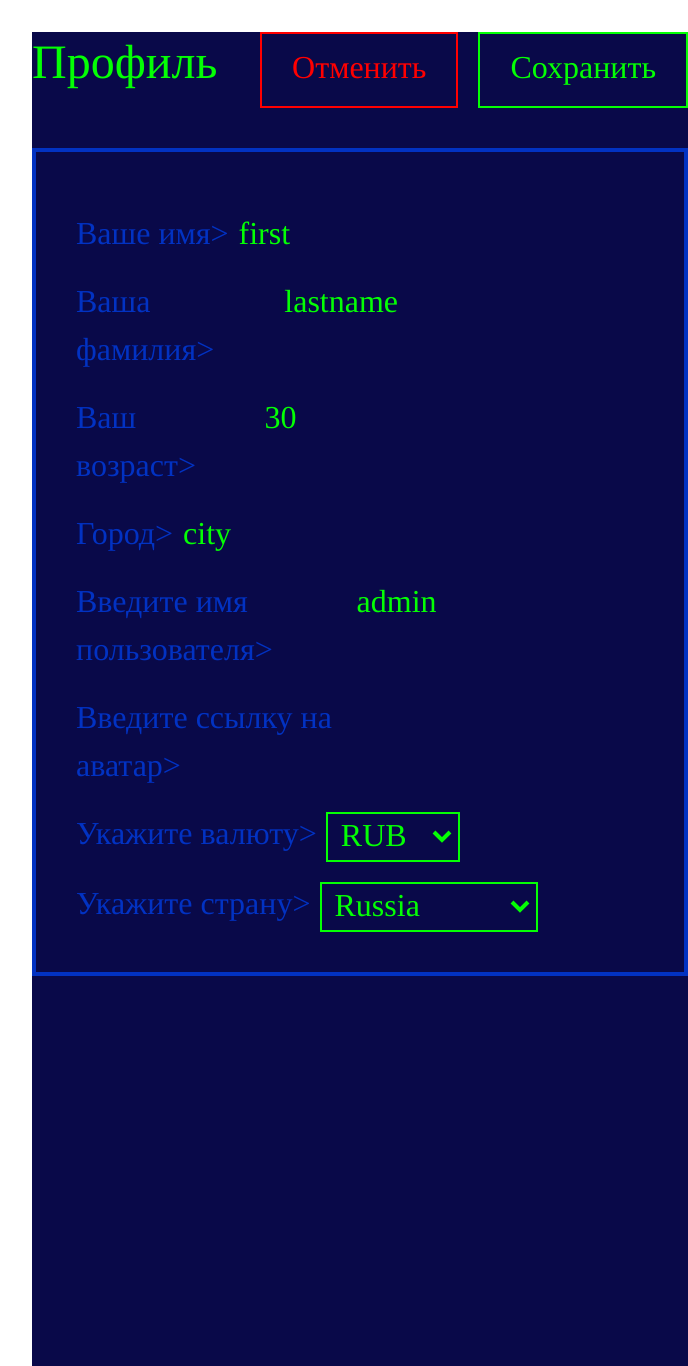 Профиль Отменить Сохранить
Ваше имя> first
Ваша lastname
фамилия>
Ваш 30
возраст>
Город> city
Введите имя admin
пользователя>
Введите ссылку на
аватар>
Укажите валюту> RUB
Укажите страну> Russia